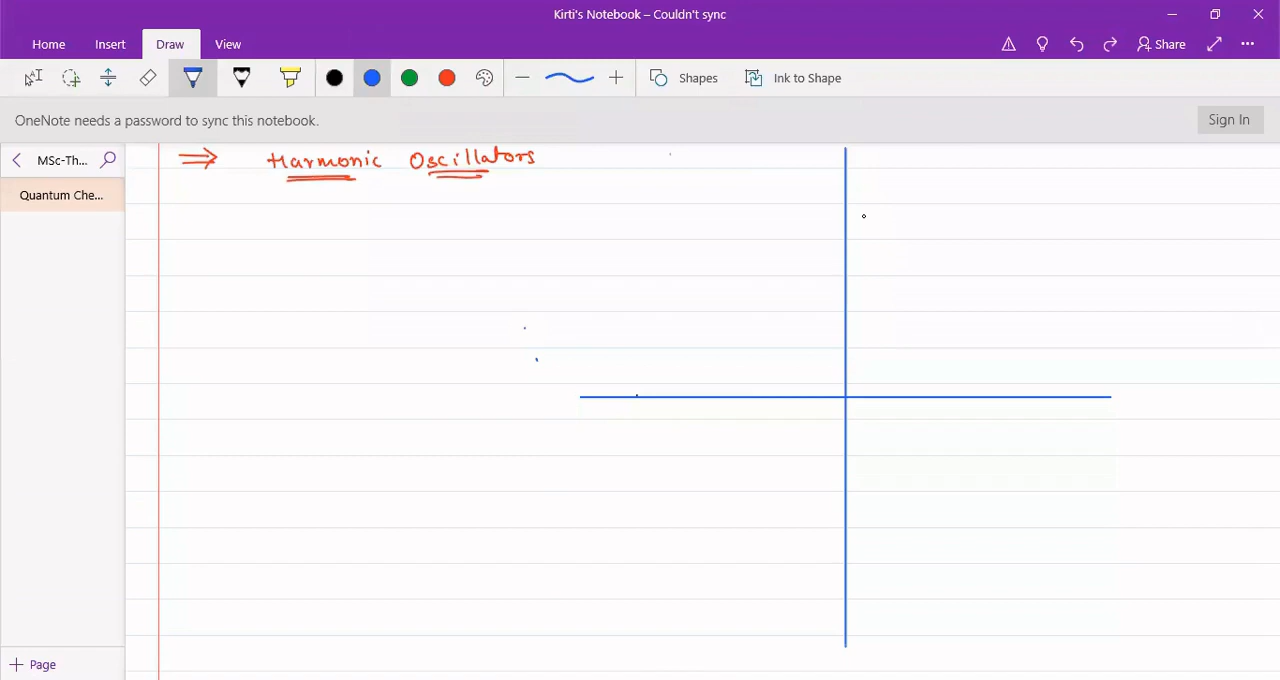 Kirti's Notebook – Couldn't sync
Home Insert Draw View
Share
Shapes Ink to Shape
OneNote needs a password to sync this notebook.
Sign In
MSc-Th...
Quantum Che...
⇒ Harmonic Oscillators
+ Page